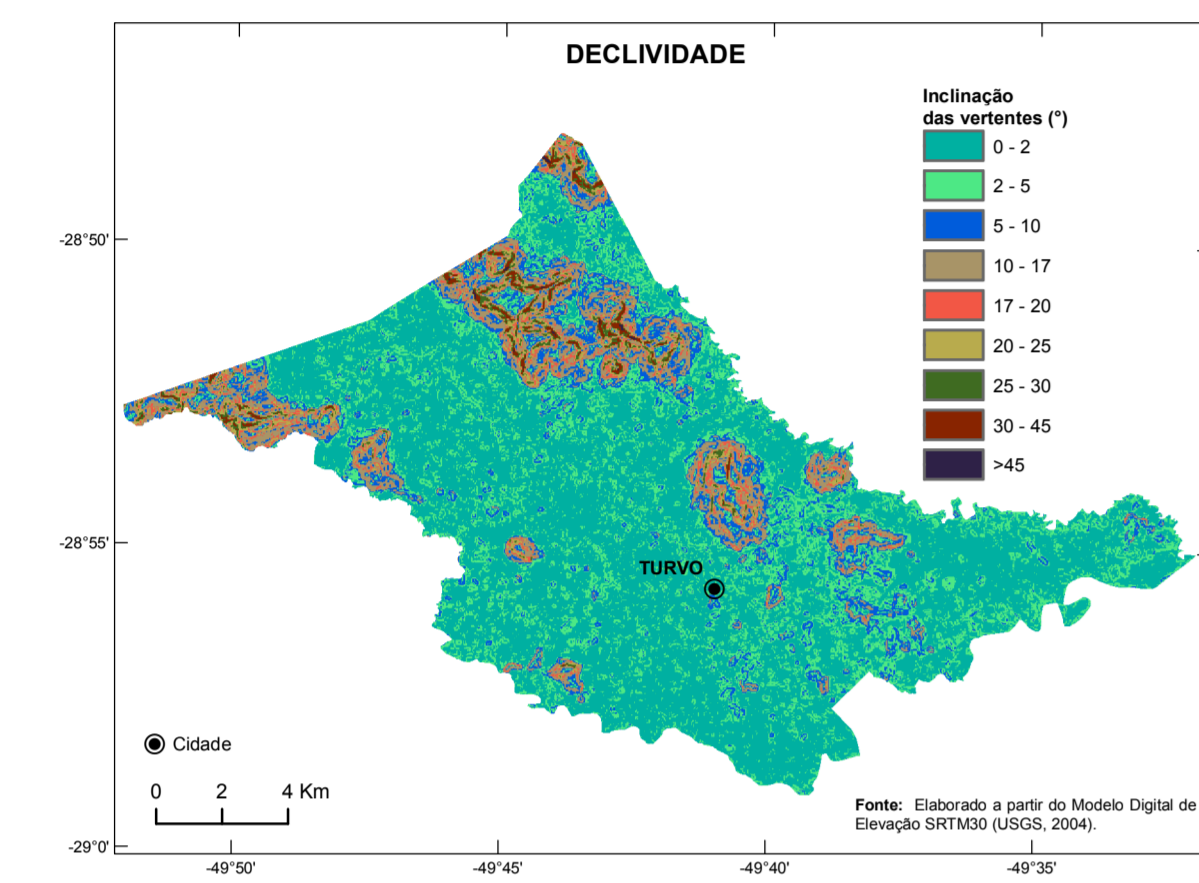 DECLIVIDADE
Inclinação
das vertentes (°)
0 - 2
2 - 5
5 - 10
10 - 17
17 - 20
20 - 25
25 - 30
30 - 45
>45
-28°50'
-28°55'
-29°0'
TURVO
Cidade
0 2 4 Km
Fonte: Elaborado a partir do Modelo Digital de
Elevação SRTM30 (USGS, 2004).
-49°50' -49°45' -49°40' -49°35'